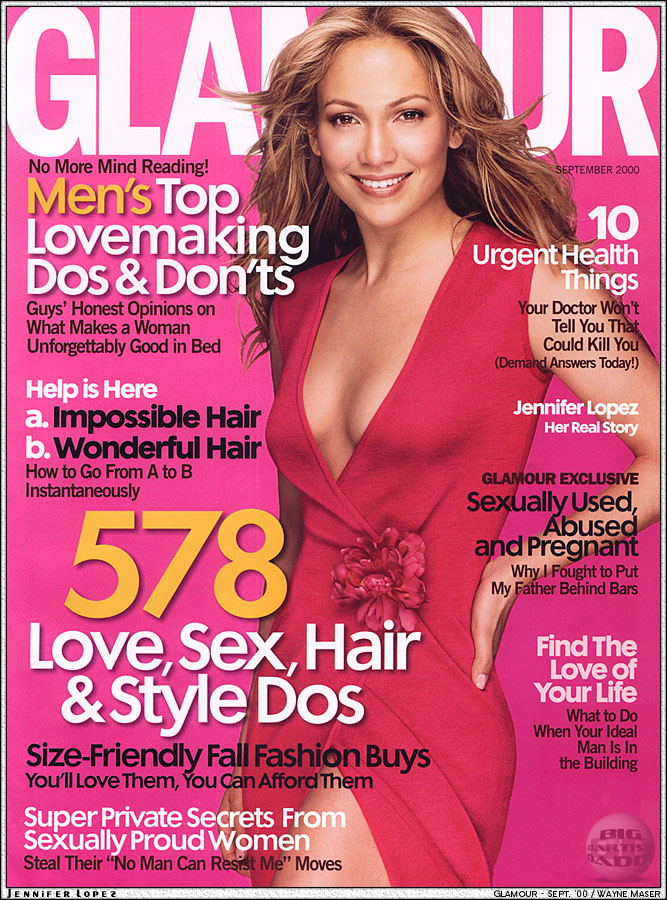 GLAMOUR
SEPTEMBER 2000
No More Mind Reading!
Men's Top
Lovemaking
Dos & Don'ts
Guys' Honest Opinions on
What Makes a Woman
Unforgettably Good in Bed
10
Urgent Health
Things
Your Doctor Won't
Tell You That
Could Kill You
(Demand Answers Today!)
Help is Here
a. Impossible Hair
b. Wonderful Hair
How to Go From A to B
Instantaneously
Jennifer Lopez
Her Real Story
GLAMOUR EXCLUSIVE
Sexually Used,
Abused
and Pregnant
Why I Fought to Put
My Father Behind Bars
578
Love, Sex, Hair
& Style Dos
Find The
Love of
Your Life
What to Do
When Your Ideal
Man Is In
the Building
Size-Friendly Fall Fashion Buys
You'll Love Them, You Can Afford Them
Super Private Secrets From
Sexually Proud Women
Steal Their “No Man Can Resist Me” Moves
BIG
JENNIFER LOPEZ
GLAMOUR - SEPT. '00 / WAYNE MASER